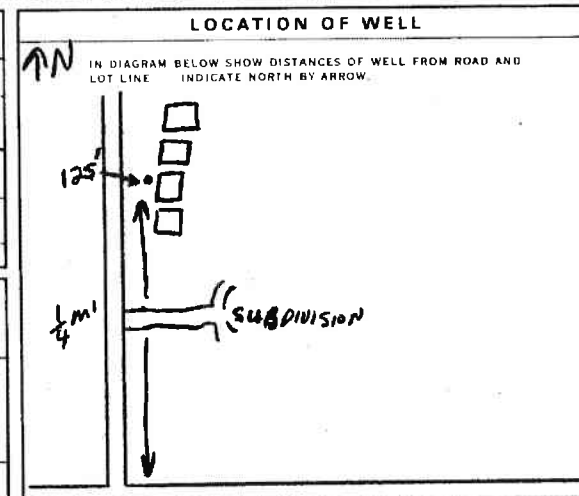 LOCATION OF WELL
N
IN DIAGRAM BELOW SHOW DISTANCES OF WELL FROM ROAD AND
LOT LINE INDICATE NORTH BY ARROW.
125'
1/4 mi
SUBDIVISION